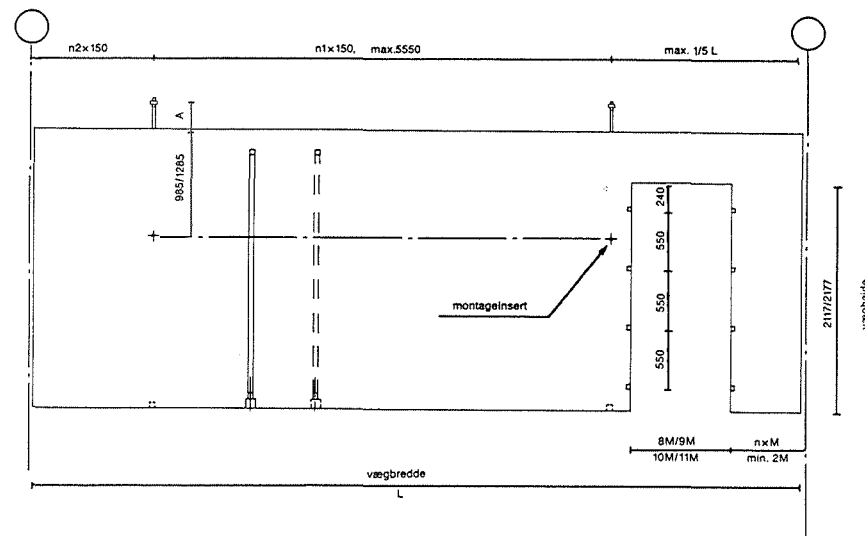 n2×150
n1×150, max.5550
max. 1/5 L
A
985/1285
240
550
550
550
montageinsert
2117/2177
8M/9M
10M/11M
n×M
min. 2M
vægbredde
L